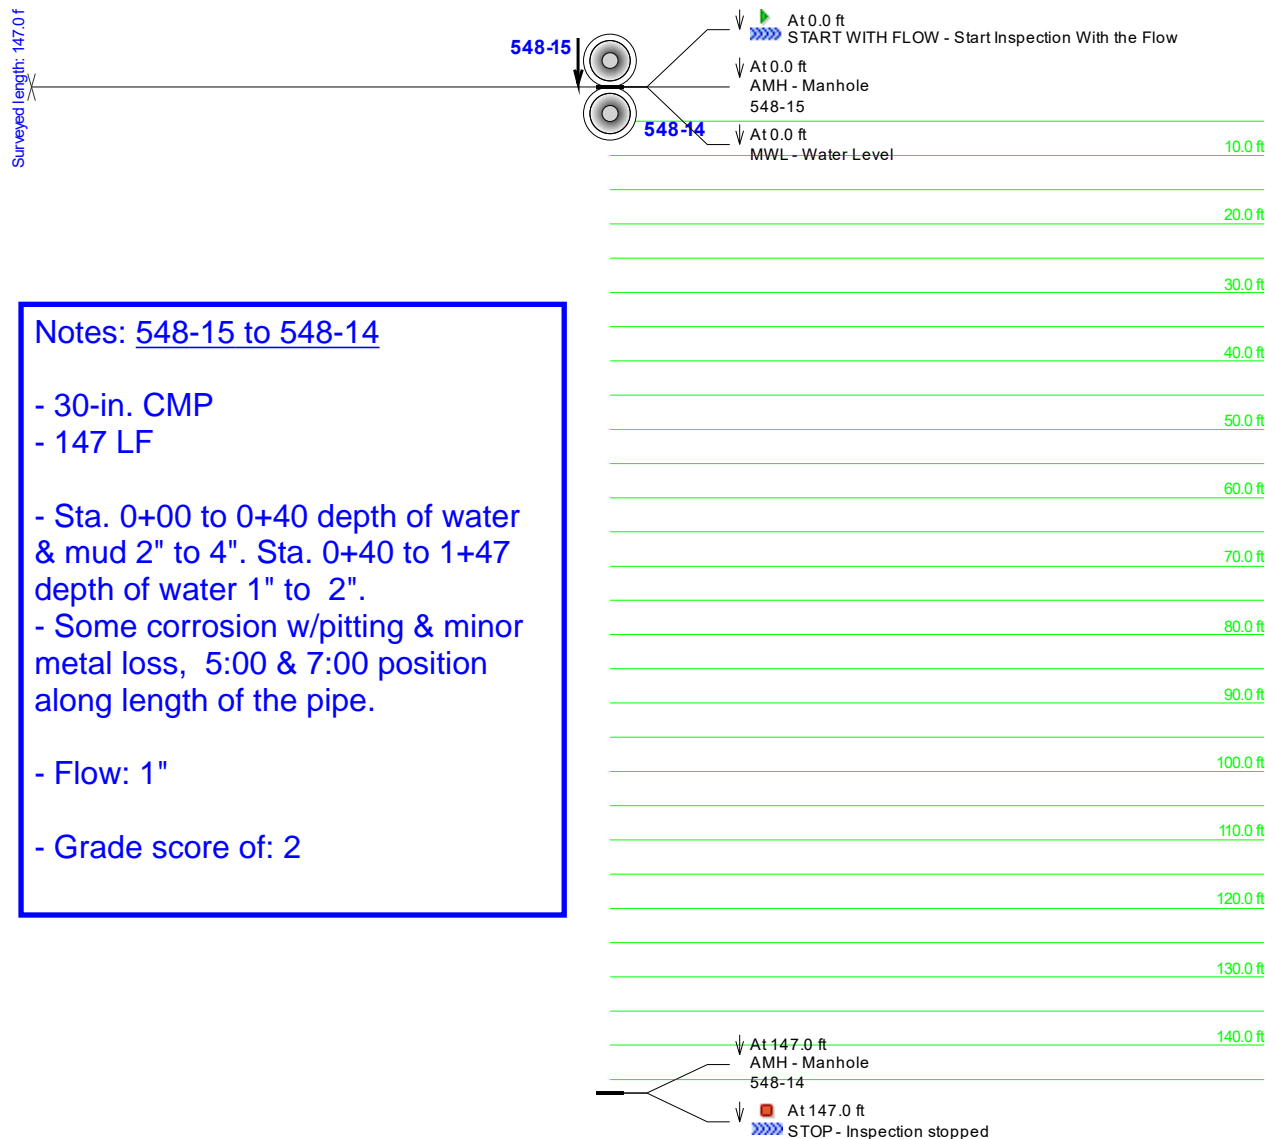 Surveyed length: 147.0 f
548-15
548-14
At 0.0 ft
START WITH FLOW - Start Inspection With the Flow
At 0.0 ft
AMH - Manhole
548-15
At 0.0 ft
MWL - Water Level
10.0 ft
20.0 ft
30.0 ft
40.0 ft
50.0 ft
60.0 ft
70.0 ft
80.0 ft
90.0 ft
100.0 ft
110.0 ft
120.0 ft
130.0 ft
140.0 ft
Notes: 548-15 to 548-14
- 30-in. CMP
- 147 LF
- Sta. 0+00 to 0+40 depth of water
& mud 2" to 4". Sta. 0+40 to 1+47
depth of water 1" to  2".
- Some corrosion w/pitting & minor
metal loss,  5:00 & 7:00 position
along length of the pipe.
- Flow: 1"
- Grade score of: 2
At 147.0 ft
AMH - Manhole
548-14
At 147.0 ft
STOP - Inspection stopped